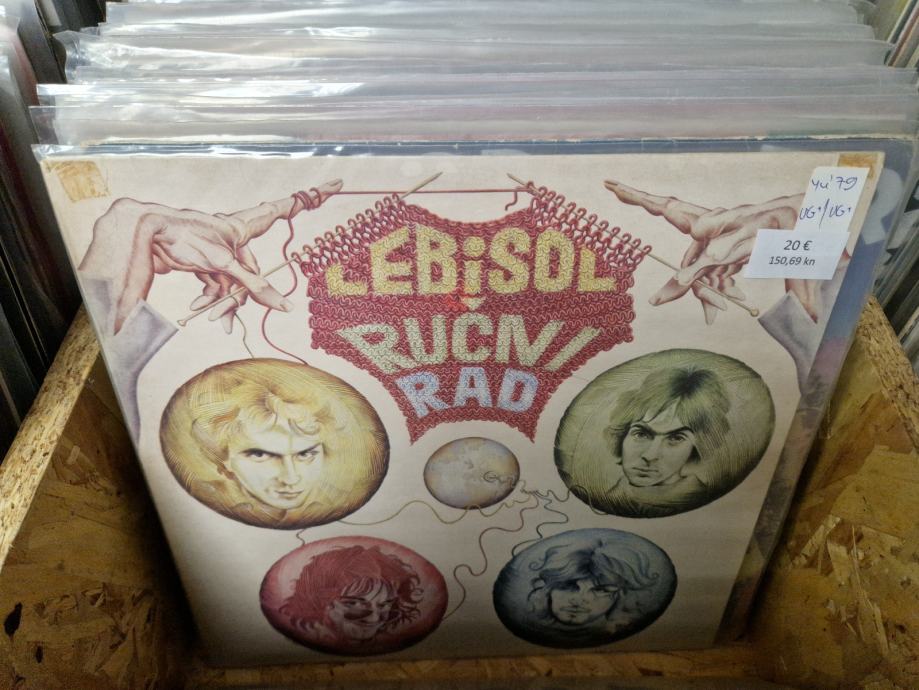 LEBiSOL
RUČNI
RAD
YU '79
VG+/VG+
20 €
150,69 kn